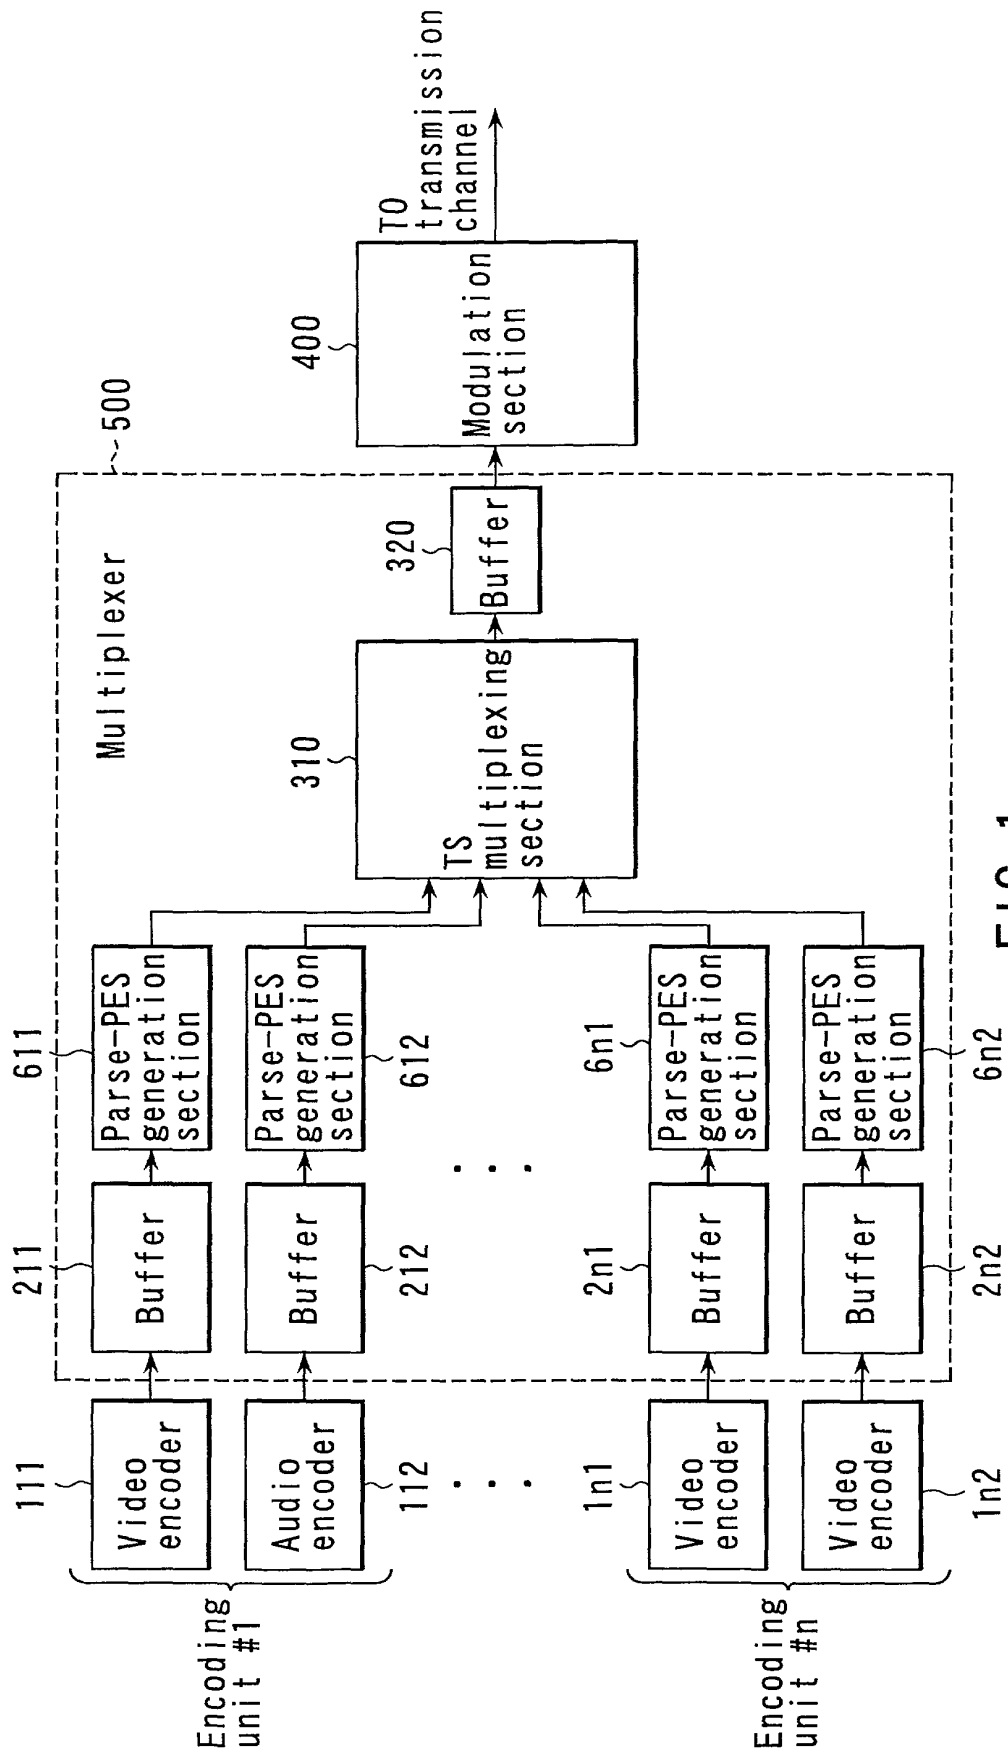 Encoding
unit #1
111
Video
encoder
211
Buffer
611
Parse-PES
generation
section
Audio
encoder
112
Buffer
212
Parse-PES
generation
section
612
Multiplexer
500
310
TS
multiplexing
section
320
Buffer
400
Modulation
section
TO
transmission
channel
. . .
. . .
Encoding
unit #n
1n1
Video
encoder
2n1
Buffer
6n1
Parse-PES
generation
section
Video
encoder
1n2
Buffer
2n2
Parse-PES
generation
section
6n2
FIG. 1